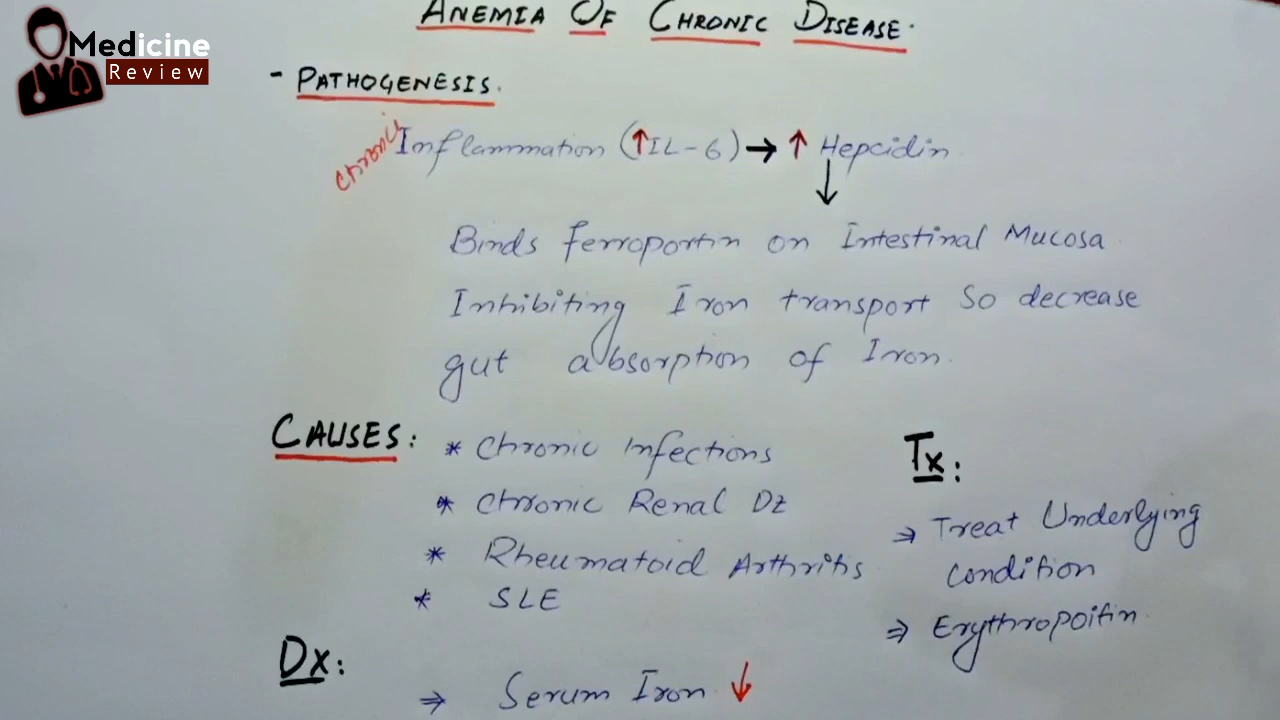 Medicine
Review
ANEMIA OF CHRONIC DISEASE.
- PATHOGENESIS.
chronic Inflammation (↑IL-6) → ↑ Hepcidin
↓
Binds ferroportin on Intestinal Mucosa
Inhibiting Iron transport So decrease
gut absorption of Iron.
CAUSES:
* Chronic Infections
* Chronic Renal Dz
* Rheumatoid Arthritis
* SLE
Tx:
⇒ Treat Underlying
condition
⇒ Erythropoitin
Dx:
⇒ Serum Iron ↓